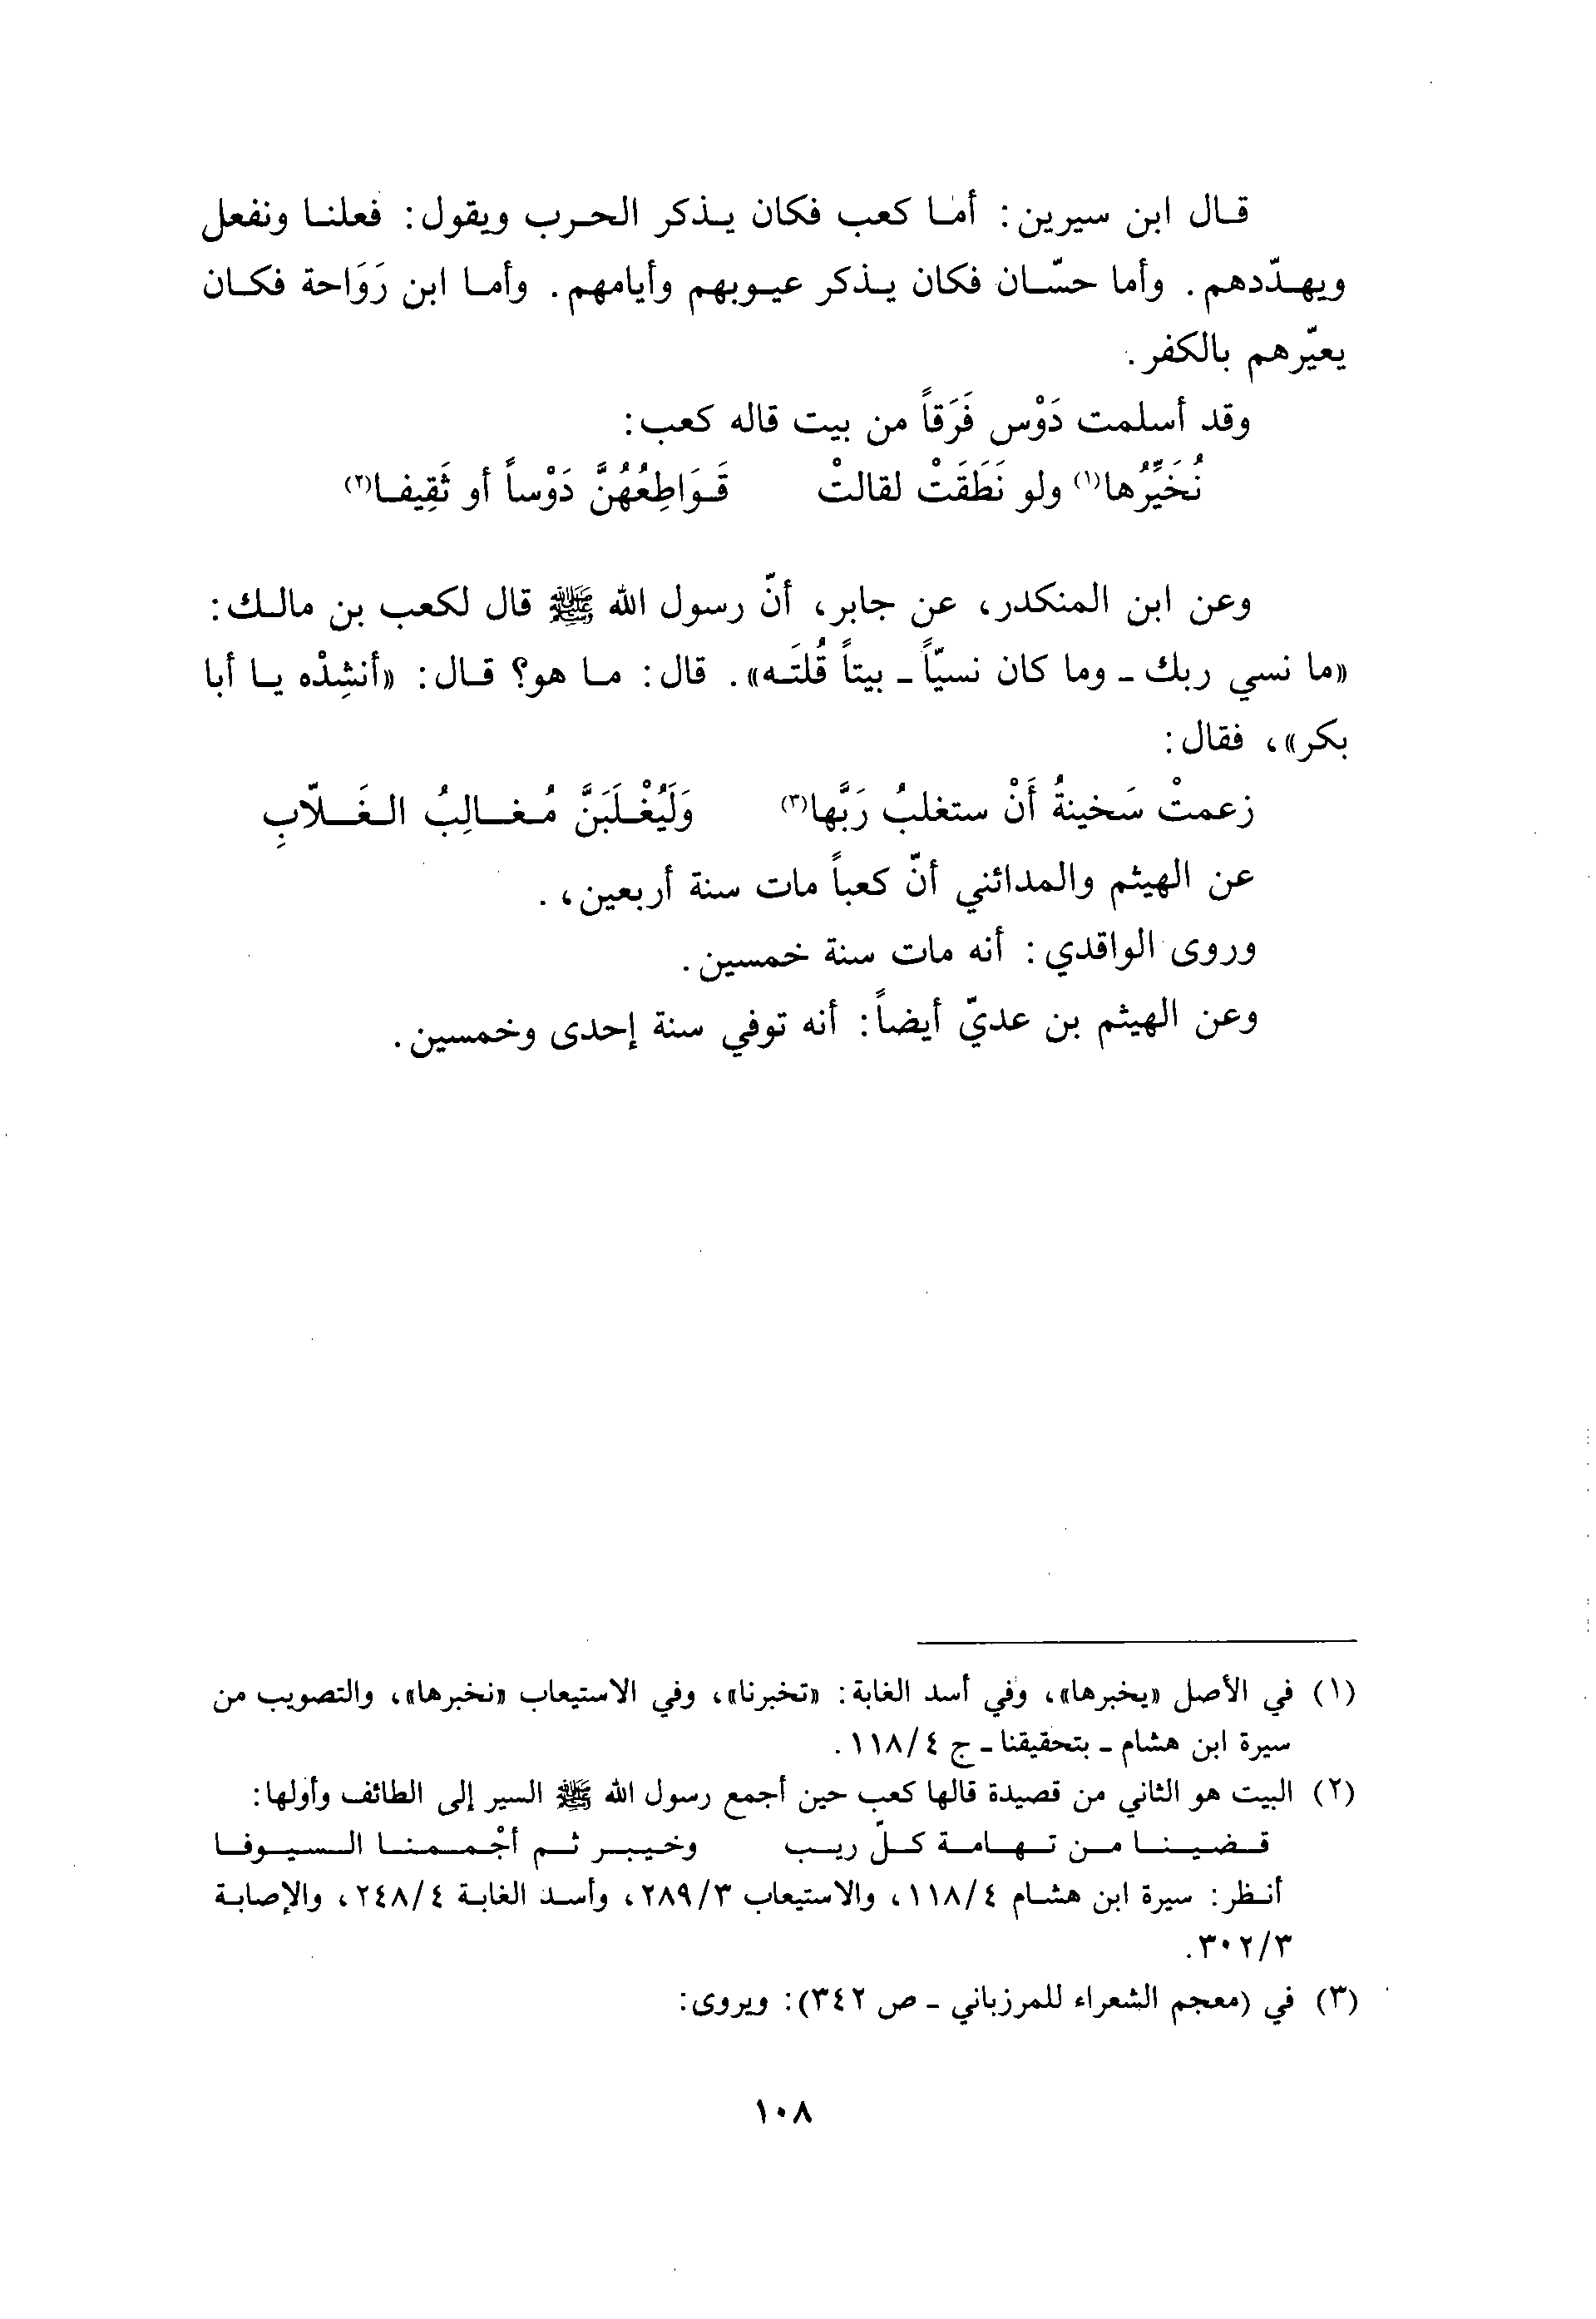 قال ابن سيرين: أما كعب فكان يذكر الحرب ويقول: فعلنا ونفعل
ويهدّدهم. وأما حسّان فكان يذكر عيوبهم وأيامهم. وأما ابن رَوَاحة فكان
يعيّرهم بالكفر.
وقد أسلمت دَوْس فَرَقاً من بيت قاله كعب:
نُخَيِّرُها(١) ولو نَطَقَتْ لقالتْ قَوَاطِعُهُنَّ دَوْساً أو ثَقِيفا(٢)
وعن ابن المنكدر، عن جابر، أنّ رسول الله ﷺ قال لكعب بن مالك:
«ما نسي ربك - وما كان نسيّاً - بيتاً قُلتَه». قال: ما هو؟ قال: «أنشِدْه يا أبا
بكر»، فقال:
زعمتْ سَخينةُ أَنْ ستغلبُ رَبَّها(٣) وَلَيُغْلَبَنَّ مُغالِبُ الغَلّابِ
عن الهيثم والمدائني أنّ كعباً مات سنة أربعين، .
وروى الواقدي: أنه مات سنة خمسين.
وعن الهيثم بن عديّ أيضاً: أنه توفي سنة إحدى وخمسين.
(١) في الأصل «يخبرها»، وفي أسد الغابة: «تخبرنا»، وفي الاستيعاب «نخبرها»، والتصويب من
سيرة ابن هشام - بتحقيقنا - ج ٤/١١٨.
(٢) البيت هو الثاني من قصيدة قالها كعب حين أجمع رسول الله ﷺ السير إلى الطائف وأولها:
قضينا من تهامة كلّ ريب وخيبر ثم أجْممنا السيوفا
أنظر: سيرة ابن هشام ٤/١١٨، والاستيعاب ٣/٢٨٩، وأسد الغابة ٤/٢٤٨، والإصابة
٣/٣٠٢.
(٣) في (معجم الشعراء للمرزباني - ص ٣٤٢): ويروى:
١٠٨